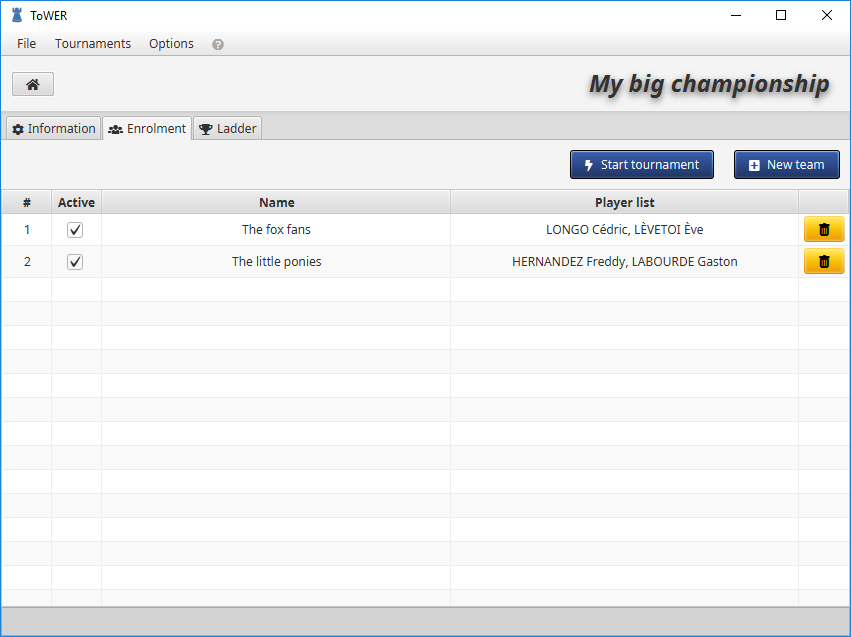 ToWER
File Tournaments Options ?
My big championship
Information Enrolment Ladder
Start tournament New team
# Active Name Player list
1 The fox fans LONGO Cédric, LÈVETOI Ève
2 The little ponies HERNANDEZ Freddy, LABOURDE Gaston